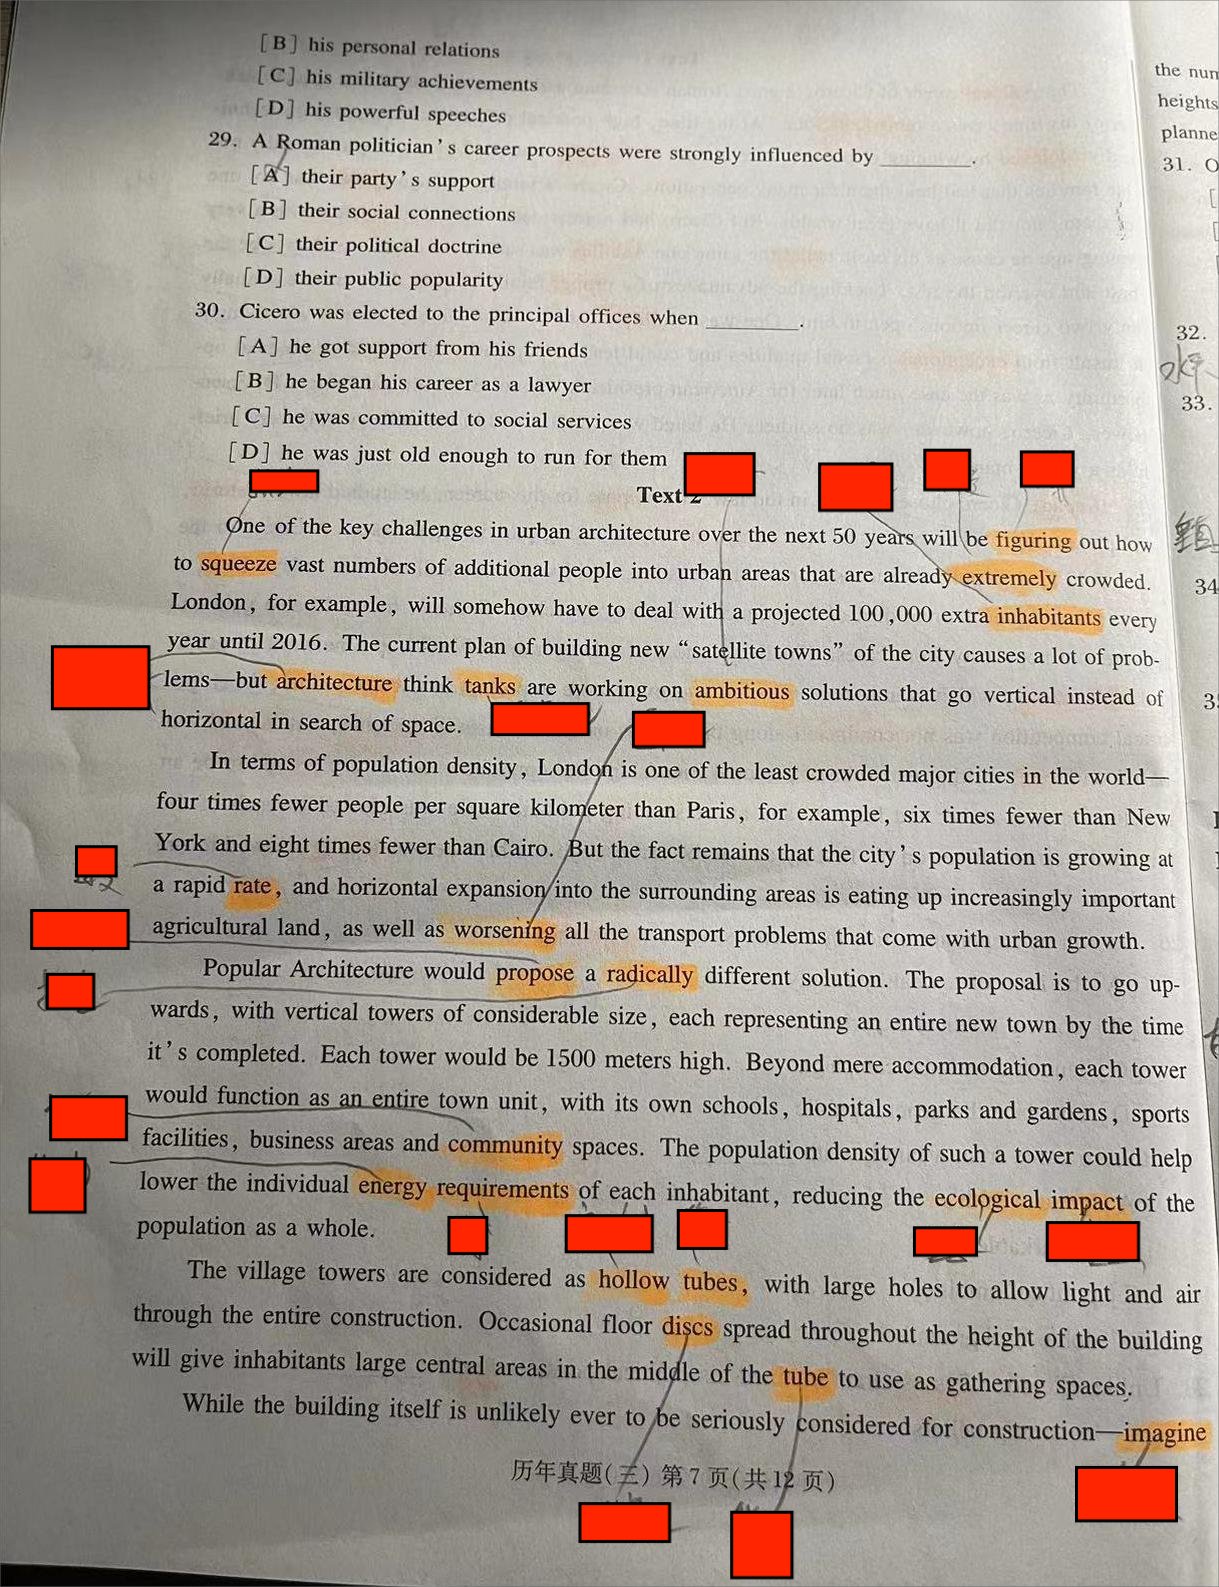 [B] his personal relations
[C] his military achievements
[D] his powerful speeches
29. A Roman politician's career prospects were strongly influenced by ________.
[A] their party's support
[B] their social connections
[C] their political doctrine
[D] their public popularity
30. Cicero was elected to the principal offices when ________.
[A] he got support from his friends
[B] he began his career as a lawyer
[C] he was committed to social services
[D] he was just old enough to run for them
Text 2
One of the key challenges in urban architecture over the next 50 years will be figuring out how
to squeeze vast numbers of additional people into urban areas that are already extremely crowded.
London, for example, will somehow have to deal with a projected 100,000 extra inhabitants every
year until 2016. The current plan of building new “satellite towns” of the city causes a lot of prob-
lems—but architecture think tanks are working on ambitious solutions that go vertical instead of
horizontal in search of space.
In terms of population density, London is one of the least crowded major cities in the world—
four times fewer people per square kilometer than Paris, for example, six times fewer than New
York and eight times fewer than Cairo. But the fact remains that the city's population is growing at
a rapid rate, and horizontal expansion into the surrounding areas is eating up increasingly important
agricultural land, as well as worsening all the transport problems that come with urban growth.
Popular Architecture would propose a radically different solution. The proposal is to go up-
wards, with vertical towers of considerable size, each representing an entire new town by the time
it's completed. Each tower would be 1500 meters high. Beyond mere accommodation, each tower
would function as an entire town unit, with its own schools, hospitals, parks and gardens, sports
facilities, business areas and community spaces. The population density of such a tower could help
lower the individual energy requirements of each inhabitant, reducing the ecological impact of the
population as a whole.
The village towers are considered as hollow tubes, with large holes to allow light and air
through the entire construction. Occasional floor discs spread throughout the height of the building
will give inhabitants large central areas in the middle of the tube to use as gathering spaces.
While the building itself is unlikely ever to be seriously considered for construction—imagine
历年真题(三) 第7页(共12页)
the num
heights
planne
31. O
32.
33.
34